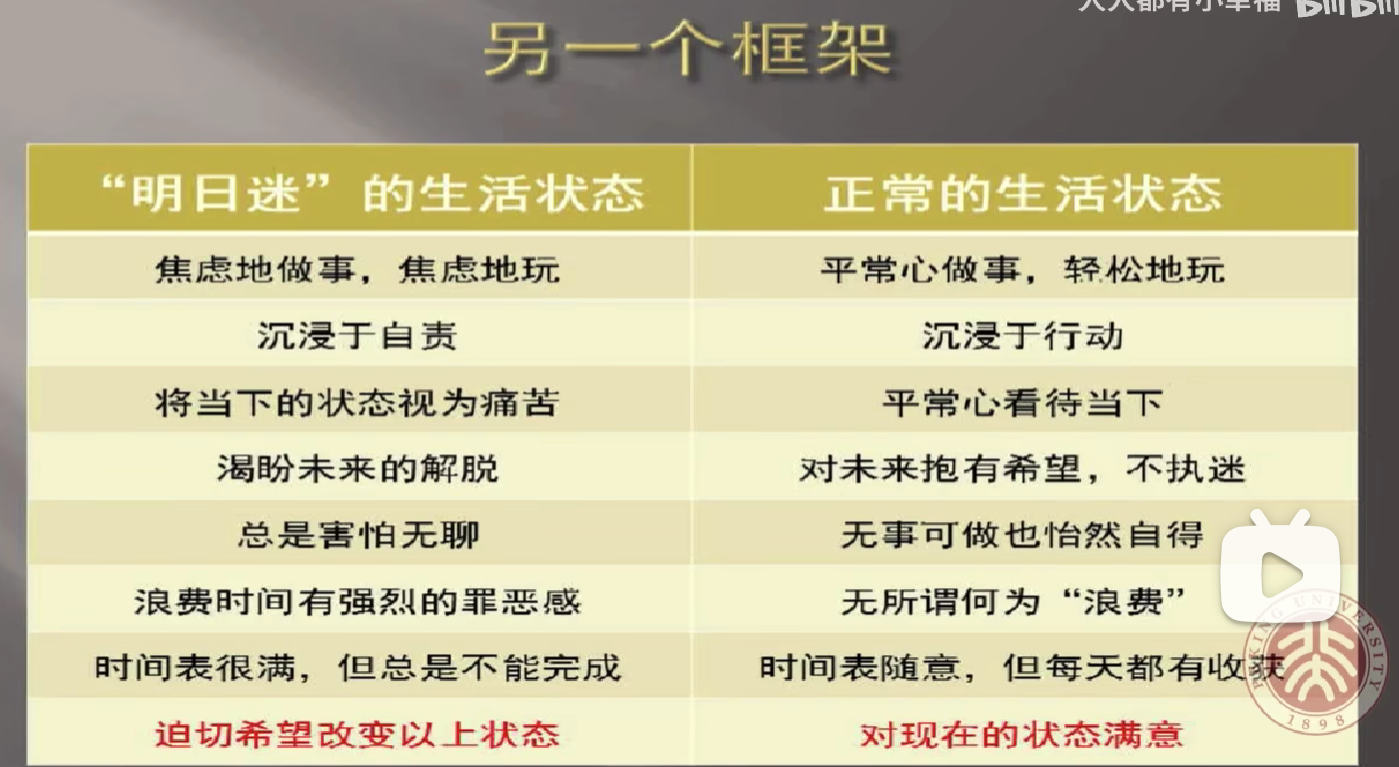 人人都有小幸福 bilibili
另一个框架
“明日迷”的生活状态 正常的生活状态
焦虑地做事，焦虑地玩 平常心做事，轻松地玩
沉浸于自责 沉浸于行动
将当下的状态视为痛苦 平常心看待当下
渴盼未来的解脱 对未来抱有希望，不执迷
总是害怕无聊 无事可做也怡然自得
浪费时间有强烈的罪恶感 无所谓何为“浪费”
时间表很满，但总是不能完成 时间表随意，但每天都有收获
迫切希望改变以上状态 对现在的状态满意
PEKING UNIVERSITY
1898